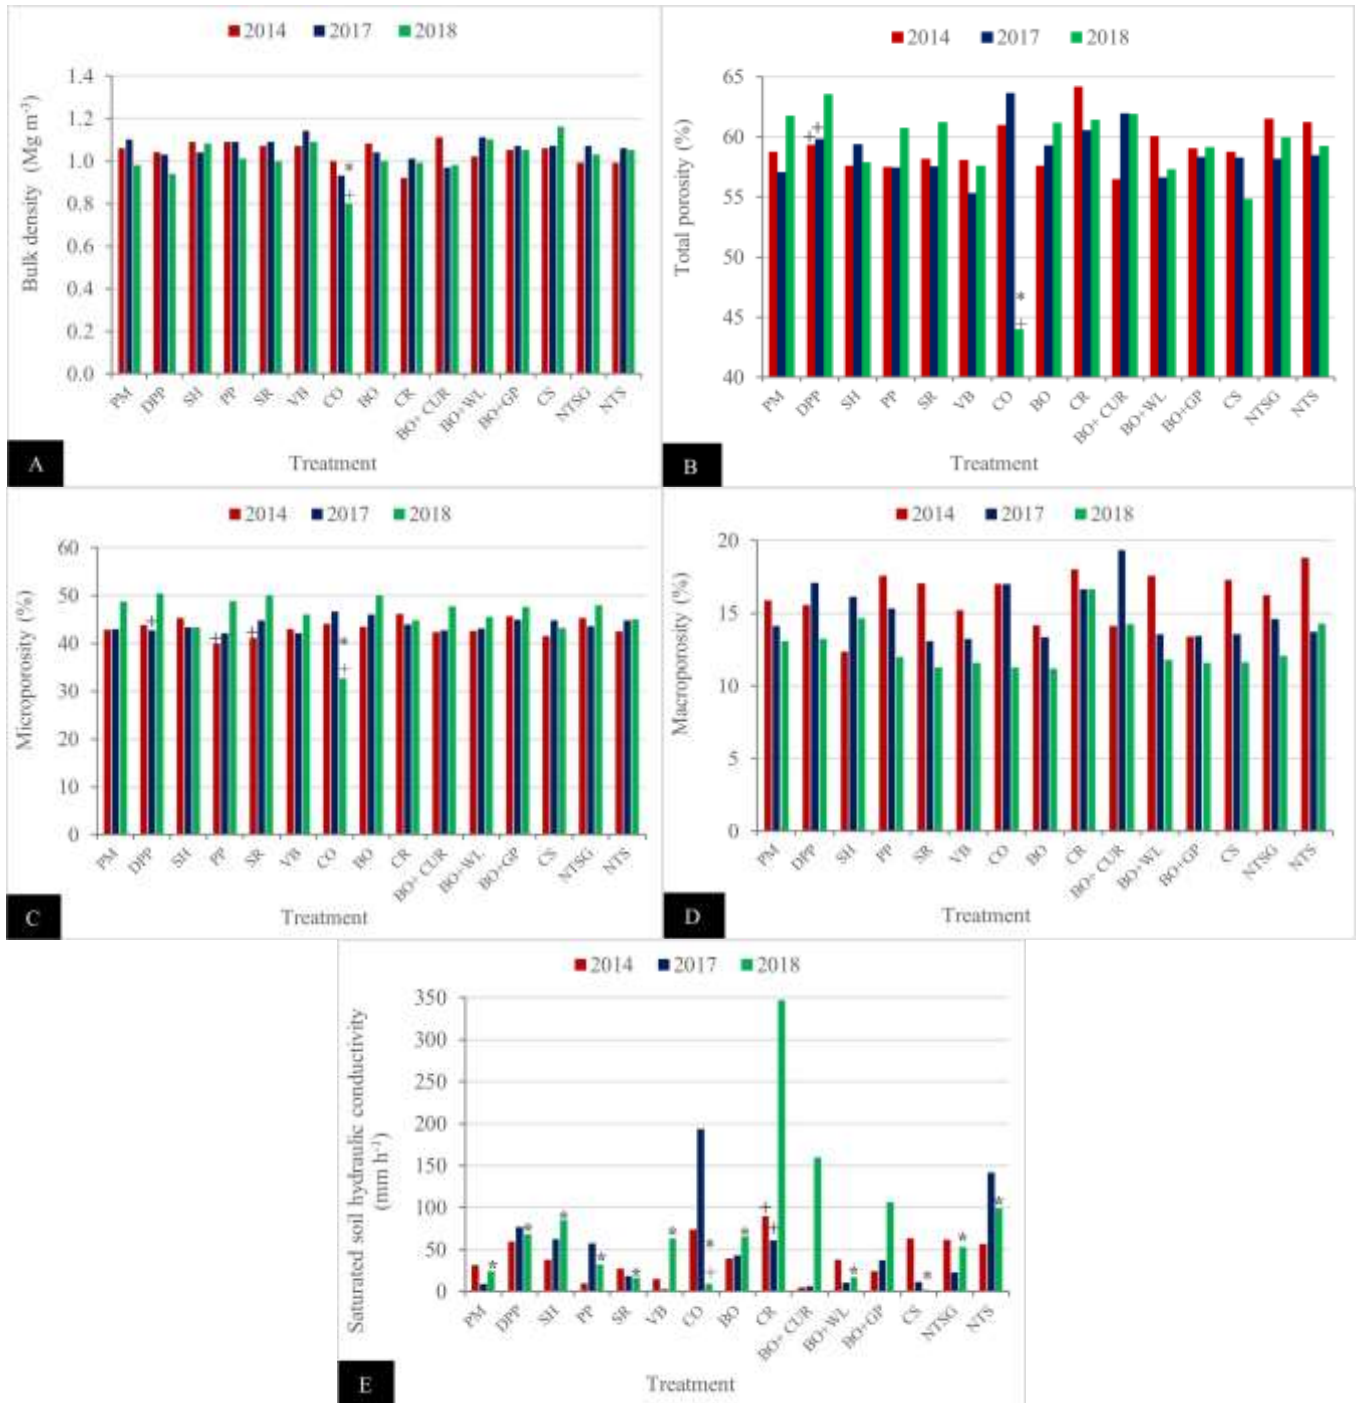 2014 2017 2018
Bulk density (Mg m⁻³)
1.4
1.2
1.0
0.8
0.6
0.4
0.2
0.0
*
+
PM DPP SH PP SR VB CO BO CR BO+ CUR BO+WL BO+GP CS NTSG NTS
Treatment
A
2014 2017 2018
Total porosity (%)
65
60
55
50
45
40
+ +
*
+
PM DPP SH PP SR VB CO BO CR BO+ CUR BO+WL BO+GP CS NTSG NTS
Treatment
B
2014 2017 2018
Microporosity (%)
60
50
40
30
20
10
0
+ + +
*
+
PM DPP SH PP SR VB CO BO CR BO+ CUR BO+WL BO+GP CS NTSG NTS
Treatment
C
2014 2017 2018
Macroporosity (%)
20
15
10
5
0
PM DPP SH PP SR VB CO BO CR BO+ CUR BO+WL BO+GP CS NTSG NTS
Treatment
D
2014 2017 2018
Saturated soil hydraulic conductivity
(mm h⁻¹)
350
300
250
200
150
100
50
0
* * * * * * * + * + + * * * *
PM DPP SH PP SR VB CO BO CR BO+ CUR BO+WL BO+GP CS NTSG NTS
Treatment
E